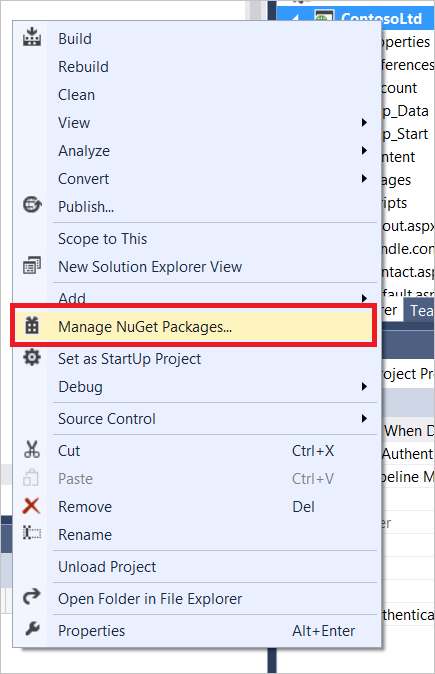 ContosoLtd
Build
Rebuild
Clean
View
Analyze
Convert
Publish...
Scope to This
New Solution Explorer View
Add
Manage NuGet Packages...
Set as StartUp Project
Debug
Source Control
Cut Ctrl+X
Paste Ctrl+V
Remove Del
Rename
Unload Project
Open Folder in File Explorer
Properties Alt+Enter
operties
ferences
count
p_Data
p_Start
ntent
ages
ripts
out.aspx
ndle.con
ntact.asp
fault.asp
rer Tea
roject Pr
When D
Authent
ipeline M
er
uthentica